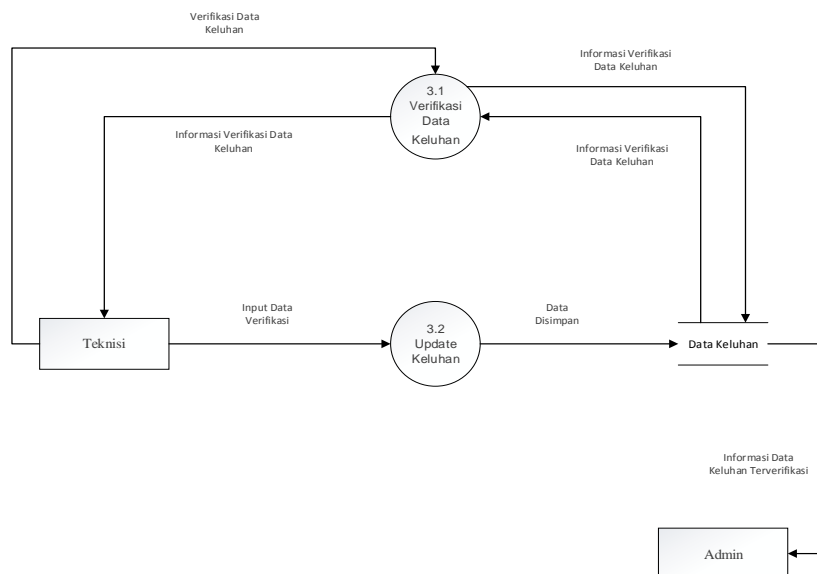 Verifikasi Data
Keluhan
Informasi Verifikasi
Data Keluhan
3.1
Verifikasi
Data
Keluhan
Informasi Verifikasi Data
Keluhan
Informasi Verifikasi
Data Keluhan
Input Data
Verifikasi
Data
Disimpan
Teknisi
3.2
Update
Keluhan
Data Keluhan
Informasi Data
Keluhan Terverifikasi
Admin